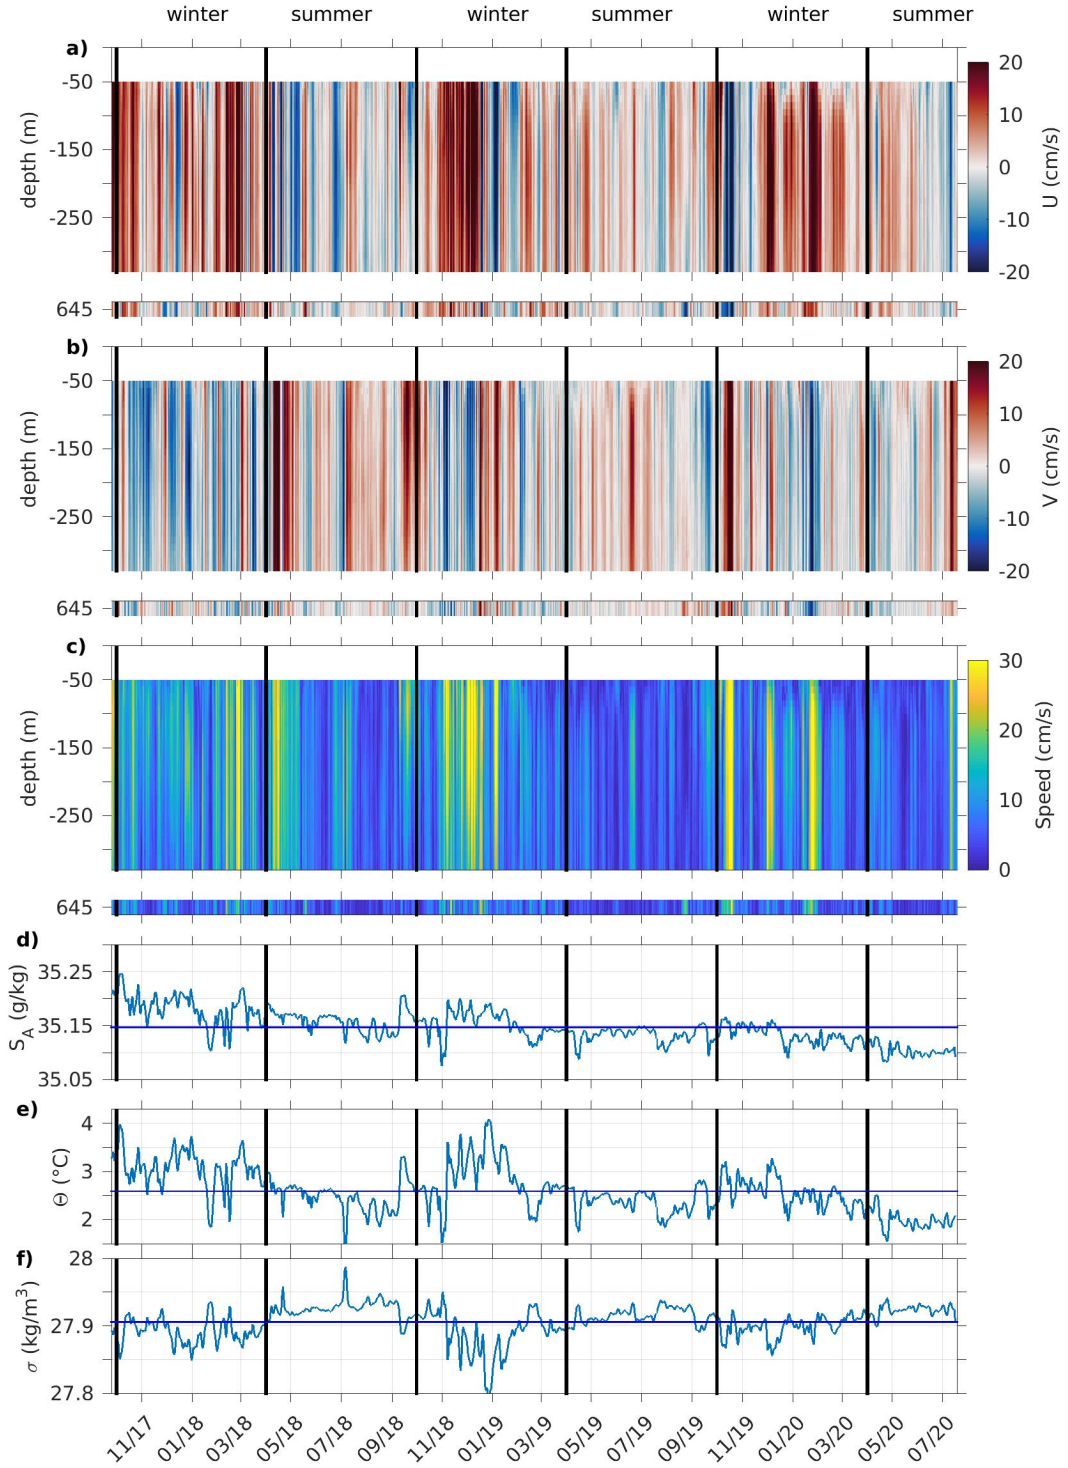 winter summer winter summer winter summer
a)
-50
-150
-250
depth (m)
645
20
10
0
-10
-20
U (cm/s)
b)
-50
-150
-250
depth (m)
645
20
10
0
-10
-20
V (cm/s)
c)
-50
-150
-250
depth (m)
645
30
20
10
0
Speed (cm/s)
d)
35.25
35.15
35.05
S_A (g/kg)
e)
4
3
2
Θ (°C)
f)
28
27.9
27.8
σ (kg/m³)
11/17 01/18 03/18 05/18 07/18 09/18 11/18 01/19 03/19 05/19 07/19 09/19 11/19 01/20 03/20 05/20 07/20